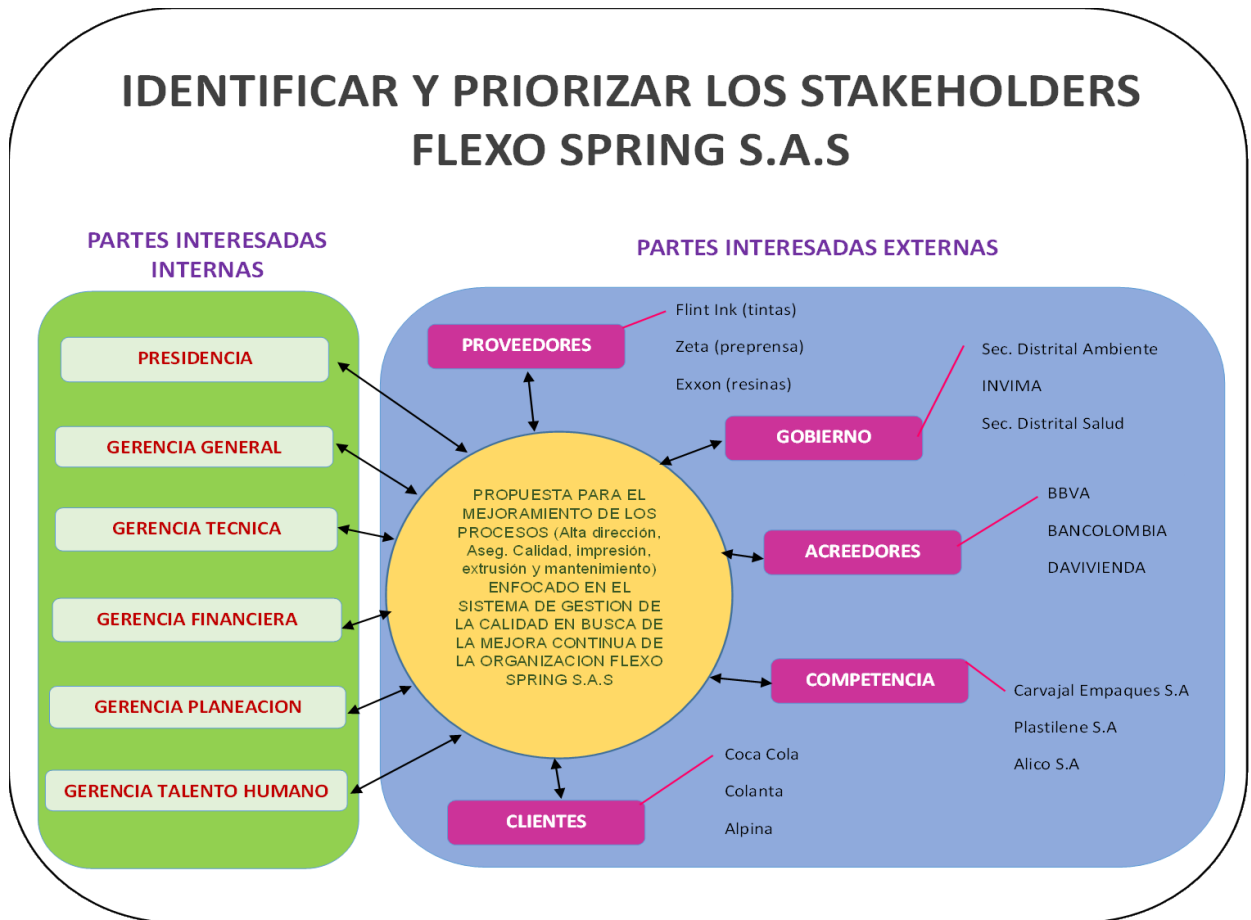 IDENTIFICAR Y PRIORIZAR LOS STAKEHOLDERS
FLEXO SPRING S.A.S
PARTES INTERESADAS
INTERNAS
PRESIDENCIA
GERENCIA GENERAL
GERENCIA TECNICA
GERENCIA FINANCIERA
GERENCIA PLANEACION
GERENCIA TALENTO HUMANO
PARTES INTERESADAS EXTERNAS
PROVEEDORES
Flint Ink (tintas)
Zeta (preprensa)
Exxon (resinas)
GOBIERNO
Sec. Distrital Ambiente
INVIMA
Sec. Distrital Salud
ACREEDORES
BBVA
BANCOLOMBIA
DAVIVIENDA
COMPETENCIA
Carvajal Empaques S.A
Plastilene S.A
Alico S.A
CLIENTES
Coca Cola
Colanta
Alpina
PROPUESTA PARA EL
MEJORAMIENTO DE LOS
PROCESOS (Alta dirección,
Aseg. Calidad, impresión,
extrusión y mantenimiento)
ENFOCADO EN EL
SISTEMA DE GESTION DE
LA CALIDAD EN BUSCA DE
LA MEJORA CONTINUA DE
LA ORGANIZACION FLEXO
SPRING S.A.S